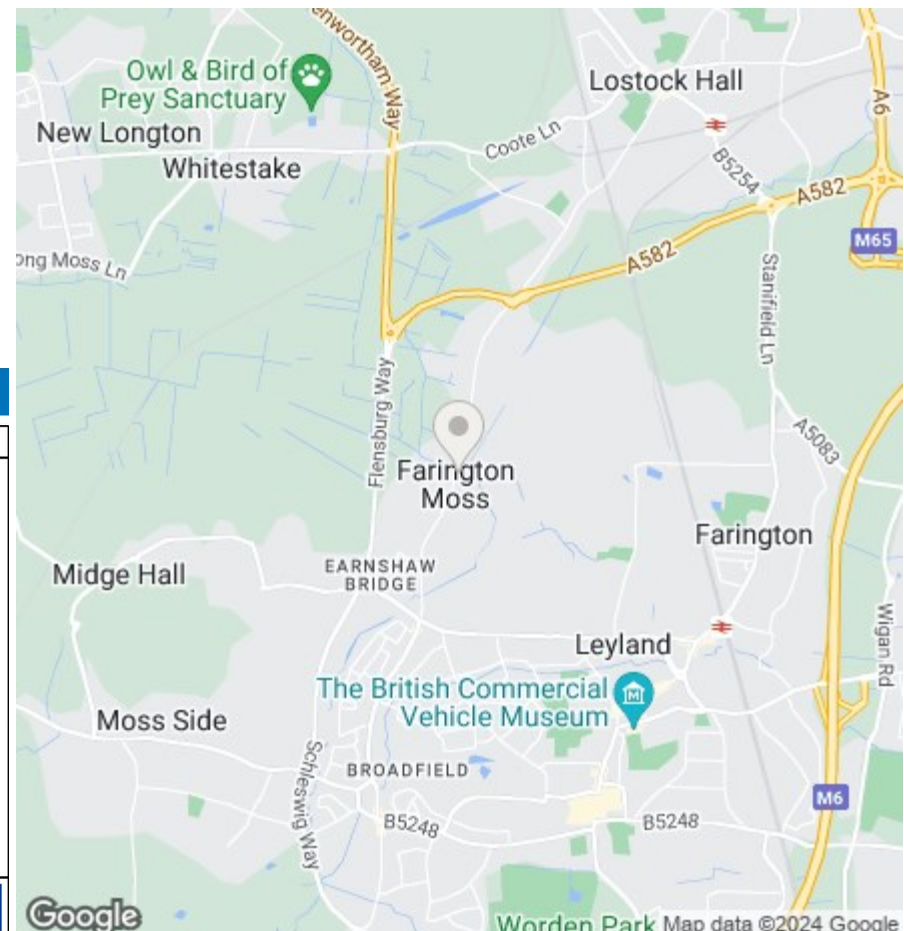 enwortham Way
Owl & Bird of
Prey Sanctuary
Lostock Hall
A6
New Longton
Coote Ln
Whitestake
B5254
A582
M65
ong Moss Ln
A582
Stanifield Ln
Flensburg Way
A5083
Farington
Moss
Farington
Midge Hall
EARNSHAW
BRIDGE
Wigan Rd
Leyland
The British Commercial
Vehicle Museum
Moss Side
Schleswig Way
BROADFIELD
M6
B5248
B5248
Google
Worden Park
Map data ©2024 Google